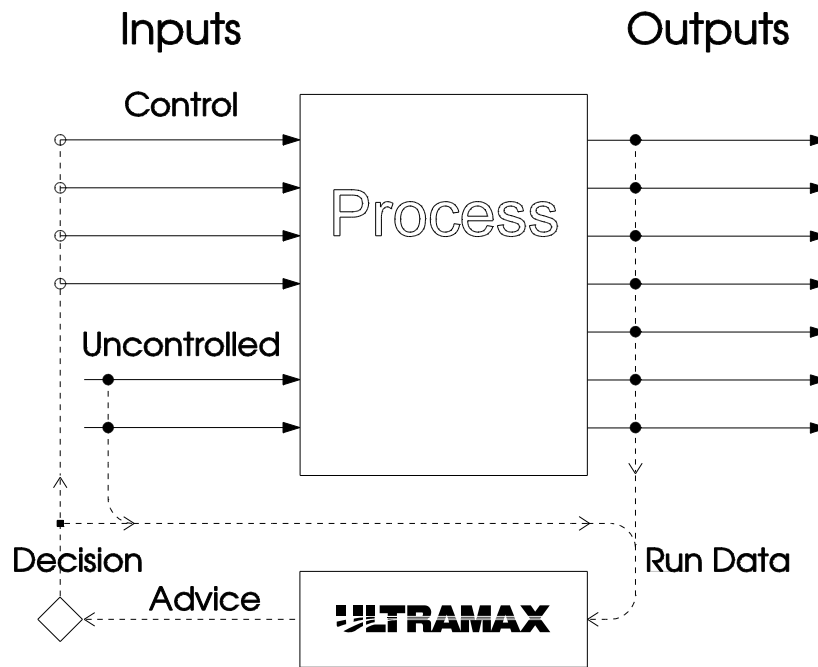 Inputs
Outputs
Control
Process
Uncontrolled
Decision
Run Data
Advice
ULTRAMAX